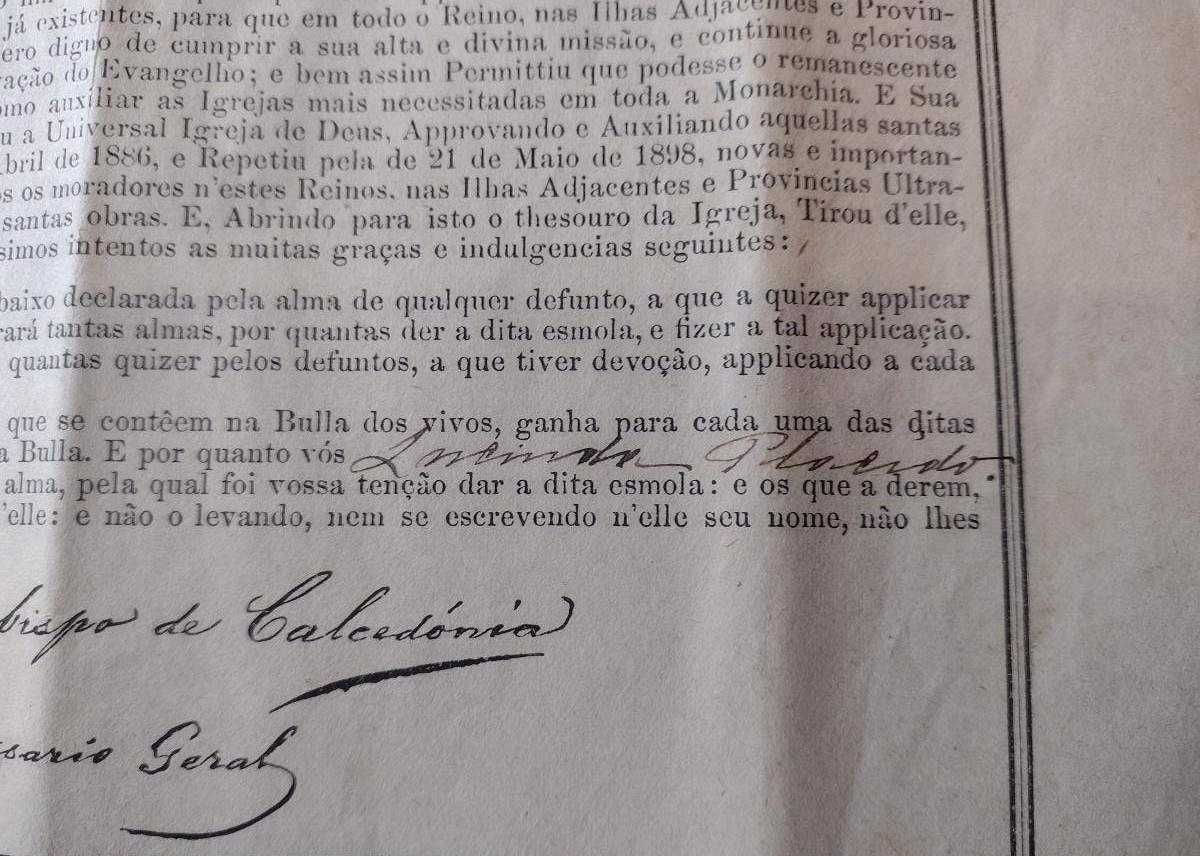 já existentes, para que em todo o Reino, nas Ilhas Adjacentes e Provin-
ero digno de cumprir a sua alta e divina missão, e continue a gloriosa
ração do Evangelho; e bem assim Permittiu que podesse o remanescente
omo auxiliar as Igrejas mais necessitadas em toda a Monarchia. E Sua
u a Universal Igreja de Deus, Approvando e Auxiliando aquellas santas
bril de 1886, e Repetiu pela de 21 de Maio de 1898, novas e importan-
os os moradores n'estes Reinos, nas Ilhas Adjacentes e Provincias Ultra-
santas obras. E, Abrindo para isto o thesouro da Igreja, Tirou d'elle,
simos intentos as muitas graças e indulgencias seguintes:
baixo declarada pela alma de qualquer defunto, a que a quizer applicar
rará tantas almas, por quantas der a dita esmola, e fizer a tal applicação.
quantas quizer pelos defuntos, a que tiver devoção, applicando a cada
que se contêem na Bulla dos vivos, ganha para cada uma das ditas
a Bulla. E por quanto vós Lucinda Placido
alma, pela qual foi vossa tenção dar a dita esmola: e os que a derem,
'elle: e não o levando, nem se escrevendo n'elle seu nome, não lhes
bispo de Calcedónia
sario Geral